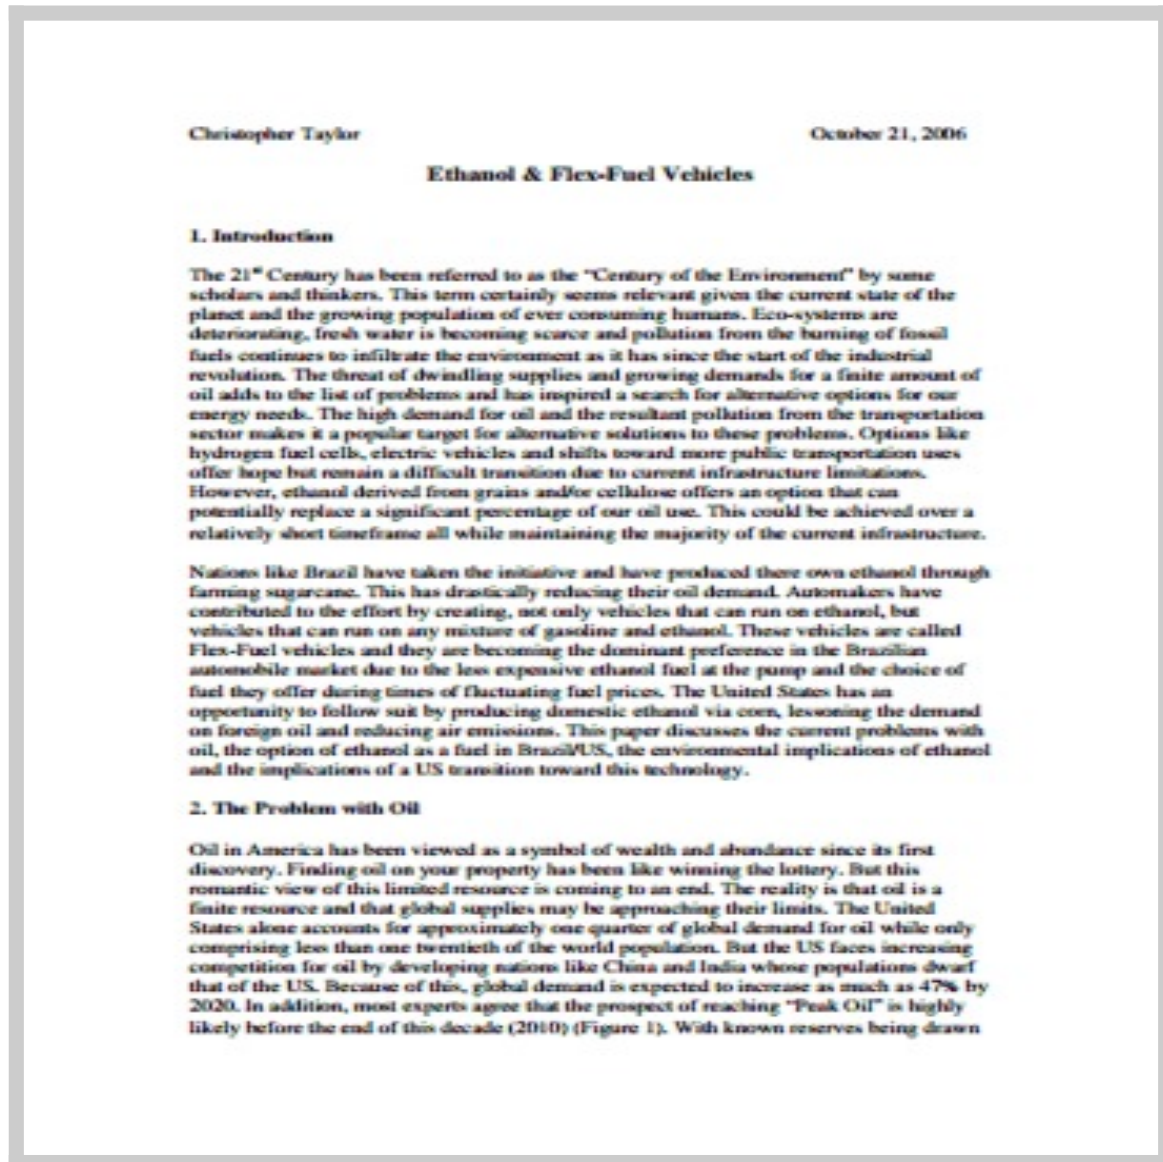 Christopher Taylor October 21, 2006
Ethanol & Flex-Fuel Vehicles
1. Introduction
The 21st Century has been referred to as the “Century of the Environment” by some
scholars and thinkers. This term certainly seems relevant given the current state of the
planet and the growing population of ever consuming humans. Eco-systems are
deteriorating, fresh water is becoming scarce and pollution from the burning of fossil
fuels continues to infiltrate the environment as it has since the start of the industrial
revolution. The threat of dwindling supplies and growing demands for a finite amount of
oil adds to the list of problems and has inspired a search for alternative options for our
energy needs. The high demand for oil and the resultant pollution from the transportation
sector makes it a popular target for alternative solutions to these problems. Options like
hydrogen fuel cells, electric vehicles and shifts toward more public transportation uses
offer hope but remain a difficult transition due to current infrastructure limitations.
However, ethanol derived from grains and/or cellulose offers an option that can
potentially replace a significant percentage of our oil use. This could be achieved over a
relatively short timeframe all while maintaining the majority of the current infrastructure.
Nations like Brazil have taken the initiative and have produced there own ethanol through
farming sugarcane. This has drastically reducing their oil demand. Automakers have
contributed to the effort by creating, not only vehicles that can run on ethanol, but
vehicles that can run on any mixture of gasoline and ethanol. These vehicles are called
Flex-Fuel vehicles and they are becoming the dominant preference in the Brazilian
automobile market due to the less expensive ethanol fuel at the pump and the choice of
fuel they offer during times of fluctuating fuel prices. The United States has an
opportunity to follow suit by producing domestic ethanol via corn, lessoning the demand
on foreign oil and reducing air emissions. This paper discusses the current problems with
oil, the option of ethanol as a fuel in Brazil/US, the environmental implications of ethanol
and the implications of a US transition toward this technology.
2. The Problem with Oil
Oil in America has been viewed as a symbol of wealth and abundance since its first
discovery. Finding oil on your property has been like winning the lottery. But this
romantic view of this limited resource is coming to an end. The reality is that oil is a
finite resource and that global supplies may be approaching their limits. The United
States alone accounts for approximately one quarter of global demand for oil while only
comprising less than one twentieth of the world population. But the US faces increasing
competition for oil by developing nations like China and India whose populations dwarf
that of the US. Because of this, global demand is expected to increase as much as 47% by
2020. In addition, most experts agree that the prospect of reaching “Peak Oil” is highly
likely before the end of this decade (2010) (Figure 1). With known reserves being drawn